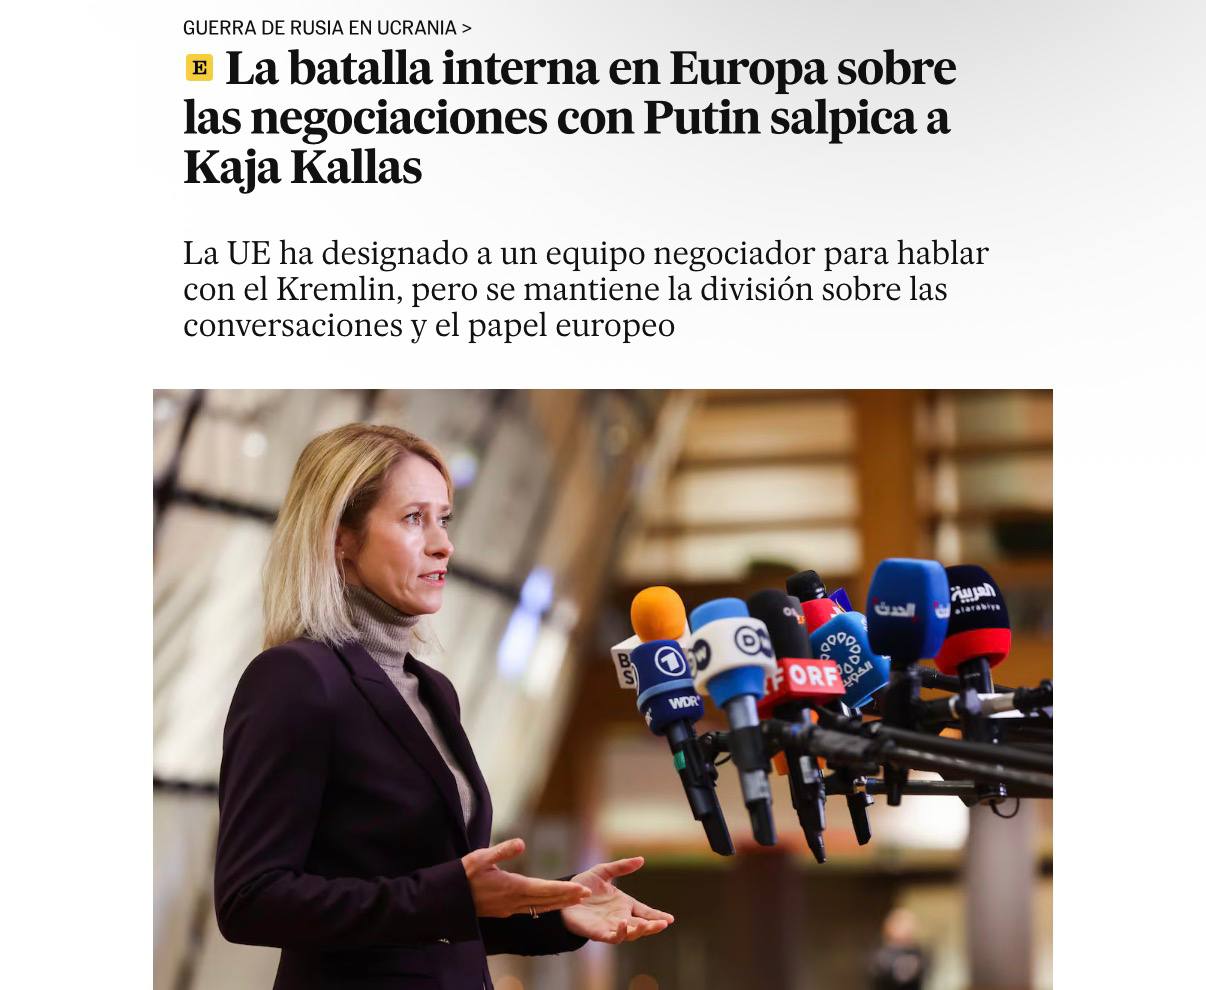 GUERRA DE RUSIA EN UCRANIA >
E La batalla interna en Europa sobre
las negociaciones con Putin salpica a
Kaja Kallas
La UE ha designado a un equipo negociador para hablar
con el Kremlin, pero se mantiene la división sobre las
conversaciones y el papel europeo
1
WDR
DW
ORF
الحدث
العربية
alarabiya